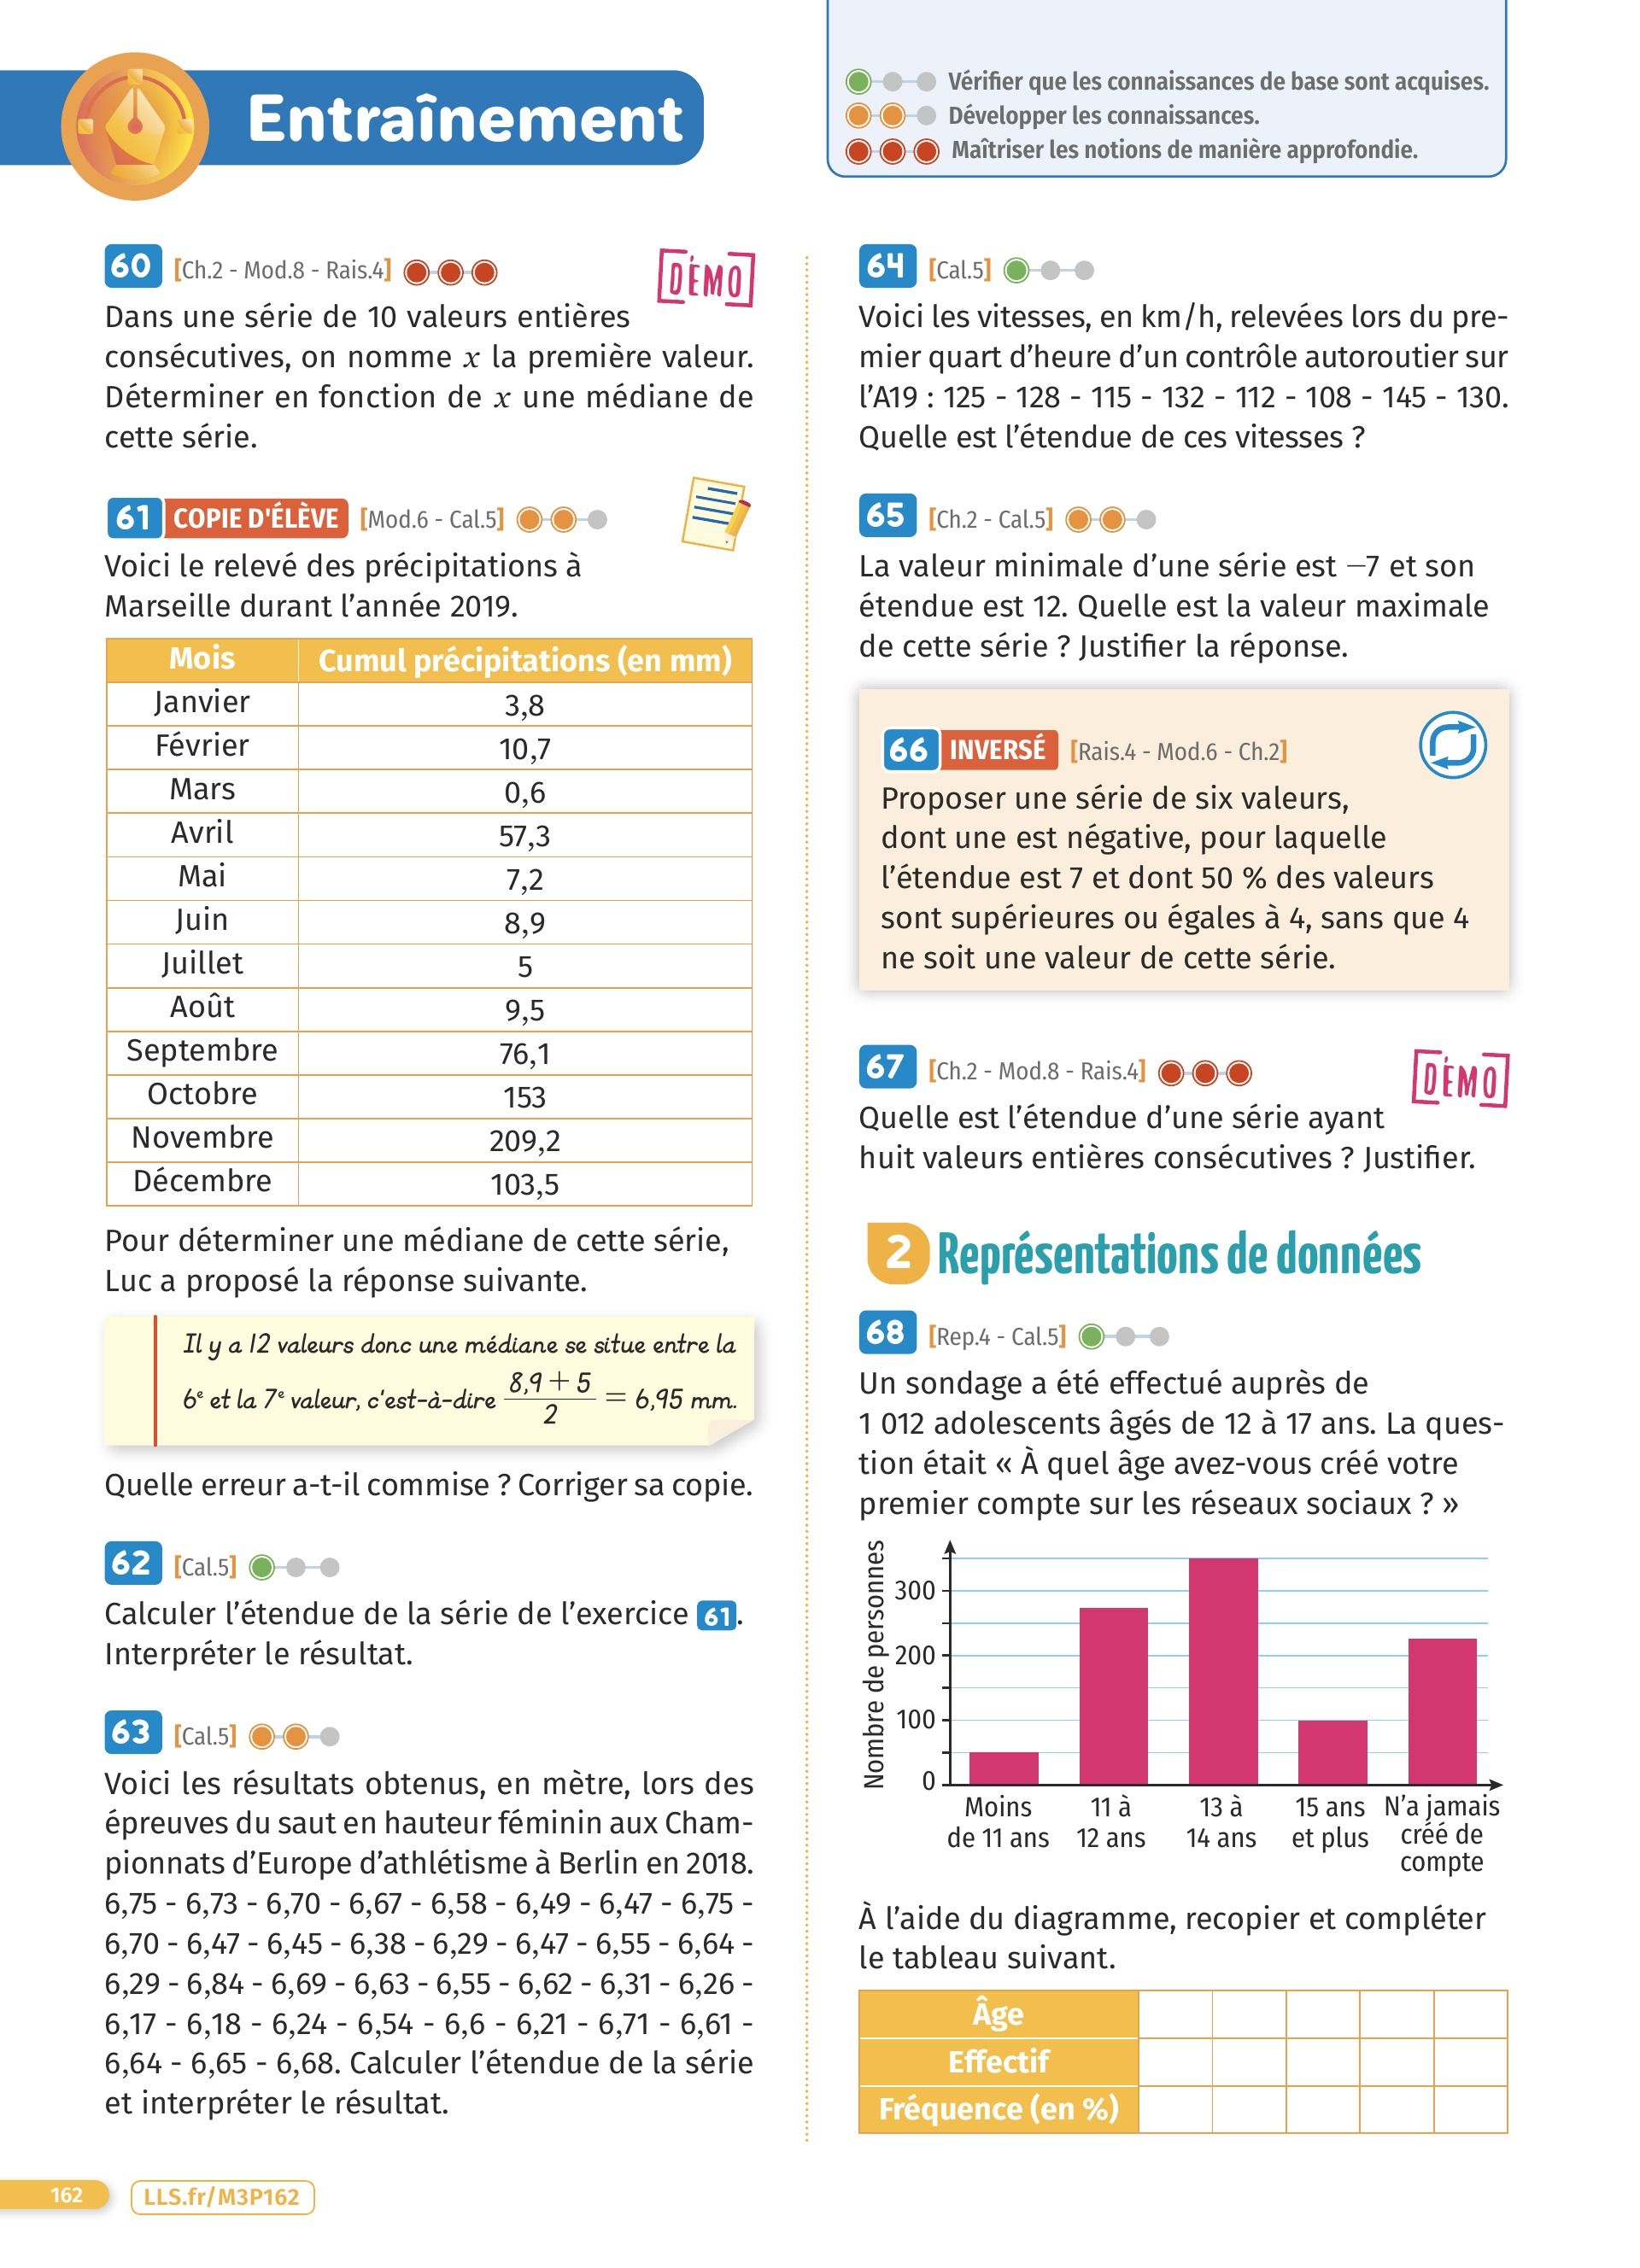 Entraînement
Vérifier que les connaissances de base sont acquises.
Développer les connaissances.
Maîtriser les notions de manière approfondie.
60 [Ch.2 - Mod.8 - Rais.4]
DÉMO
Dans une série de 10 valeurs entières
consécutives, on nomme x la première valeur.
Déterminer en fonction de x une médiane de
cette série.
61 COPIE D'ÉLÈVE [Mod.6 - Cal.5]
Voici le relevé des précipitations à
Marseille durant l'année 2019.
Mois Cumul précipitations (en mm)
Janvier 3,8
Février 10,7
Mars 0,6
Avril 57,3
Mai 7,2
Juin 8,9
Juillet 5
Août 9,5
Septembre 76,1
Octobre 153
Novembre 209,2
Décembre 103,5
Pour déterminer une médiane de cette série,
Luc a proposé la réponse suivante.
Il y a 12 valeurs donc une médiane se situe entre la
6e et la 7e valeur, c'est-à-dire (8,9 + 5)/2 = 6,95 mm.
Quelle erreur a-t-il commise ? Corriger sa copie.
62 [Cal.5]
Calculer l'étendue de la série de l'exercice 61.
Interpréter le résultat.
63 [Cal.5]
Voici les résultats obtenus, en mètre, lors des
épreuves du saut en hauteur féminin aux Cham-
pionnats d'Europe d'athlétisme à Berlin en 2018.
6,75 - 6,73 - 6,70 - 6,67 - 6,58 - 6,49 - 6,47 - 6,75 -
6,70 - 6,47 - 6,45 - 6,38 - 6,29 - 6,47 - 6,55 - 6,64 -
6,29 - 6,84 - 6,69 - 6,63 - 6,55 - 6,62 - 6,31 - 6,26 -
6,17 - 6,18 - 6,24 - 6,54 - 6,6 - 6,21 - 6,71 - 6,61 -
6,64 - 6,65 - 6,68. Calculer l'étendue de la série
et interpréter le résultat.
64 [Cal.5]
Voici les vitesses, en km/h, relevées lors du pre-
mier quart d'heure d'un contrôle autoroutier sur
l'A19 : 125 - 128 - 115 - 132 - 112 - 108 - 145 - 130.
Quelle est l'étendue de ces vitesses ?
65 [Ch.2 - Cal.5]
La valeur minimale d'une série est −7 et son
étendue est 12. Quelle est la valeur maximale
de cette série ? Justifier la réponse.
66 INVERSÉ [Rais.4 - Mod.6 - Ch.2]
Proposer une série de six valeurs,
dont une est négative, pour laquelle
l'étendue est 7 et dont 50 % des valeurs
sont supérieures ou égales à 4, sans que 4
ne soit une valeur de cette série.
67 [Ch.2 - Mod.8 - Rais.4]
DÉMO
Quelle est l'étendue d'une série ayant
huit valeurs entières consécutives ? Justifier.
2 Représentations de données
68 [Rep.4 - Cal.5]
Un sondage a été effectué auprès de
1 012 adolescents âgés de 12 à 17 ans. La ques-
tion était « À quel âge avez-vous créé votre
premier compte sur les réseaux sociaux ? »
Nombre de personnes
300
200
100
0
Moins de 11 ans
11 à 12 ans
13 à 14 ans
15 ans et plus
N'a jamais créé de compte
À l'aide du diagramme, recopier et compléter
le tableau suivant.
Âge
Effectif
Fréquence (en %)
162
LLS.fr/M3P162